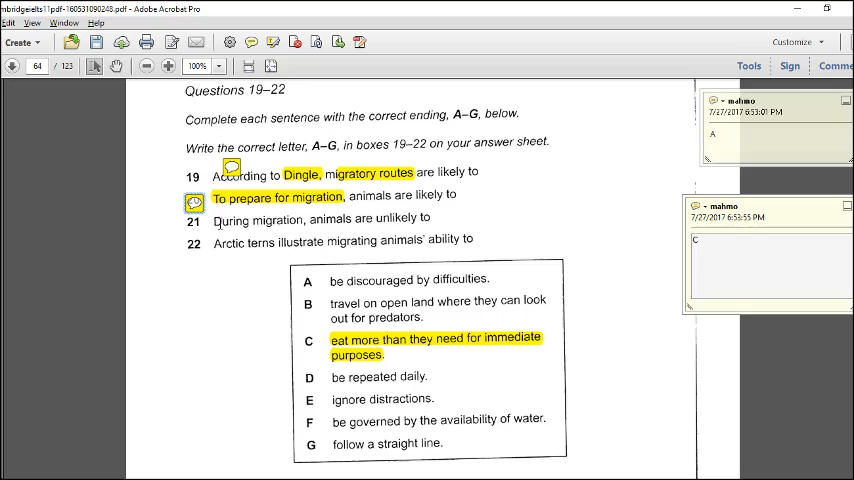 mbridgeielts11pdf-160531090248.pdf - Adobe Acrobat Pro
Edit View Window Help
Create
Customize
64 / 123
100%
Tools Sign Comme
Questions 19–22
Complete each sentence with the correct ending, A–G, below.
Write the correct letter, A–G, in boxes 19–22 on your answer sheet.
19 According to Dingle, migratory routes are likely to
To prepare for migration, animals are likely to
21 During migration, animals are unlikely to
22 Arctic terns illustrate migrating animals' ability to
A be discouraged by difficulties.
B travel on open land where they can look
out for predators.
C eat more than they need for immediate
purposes.
D be repeated daily.
E ignore distractions.
F be governed by the availability of water.
G follow a straight line.
mahmo
7/27/2017 6:53:01 PM
A
mahmo
7/27/2017 6:53:55 PM
C